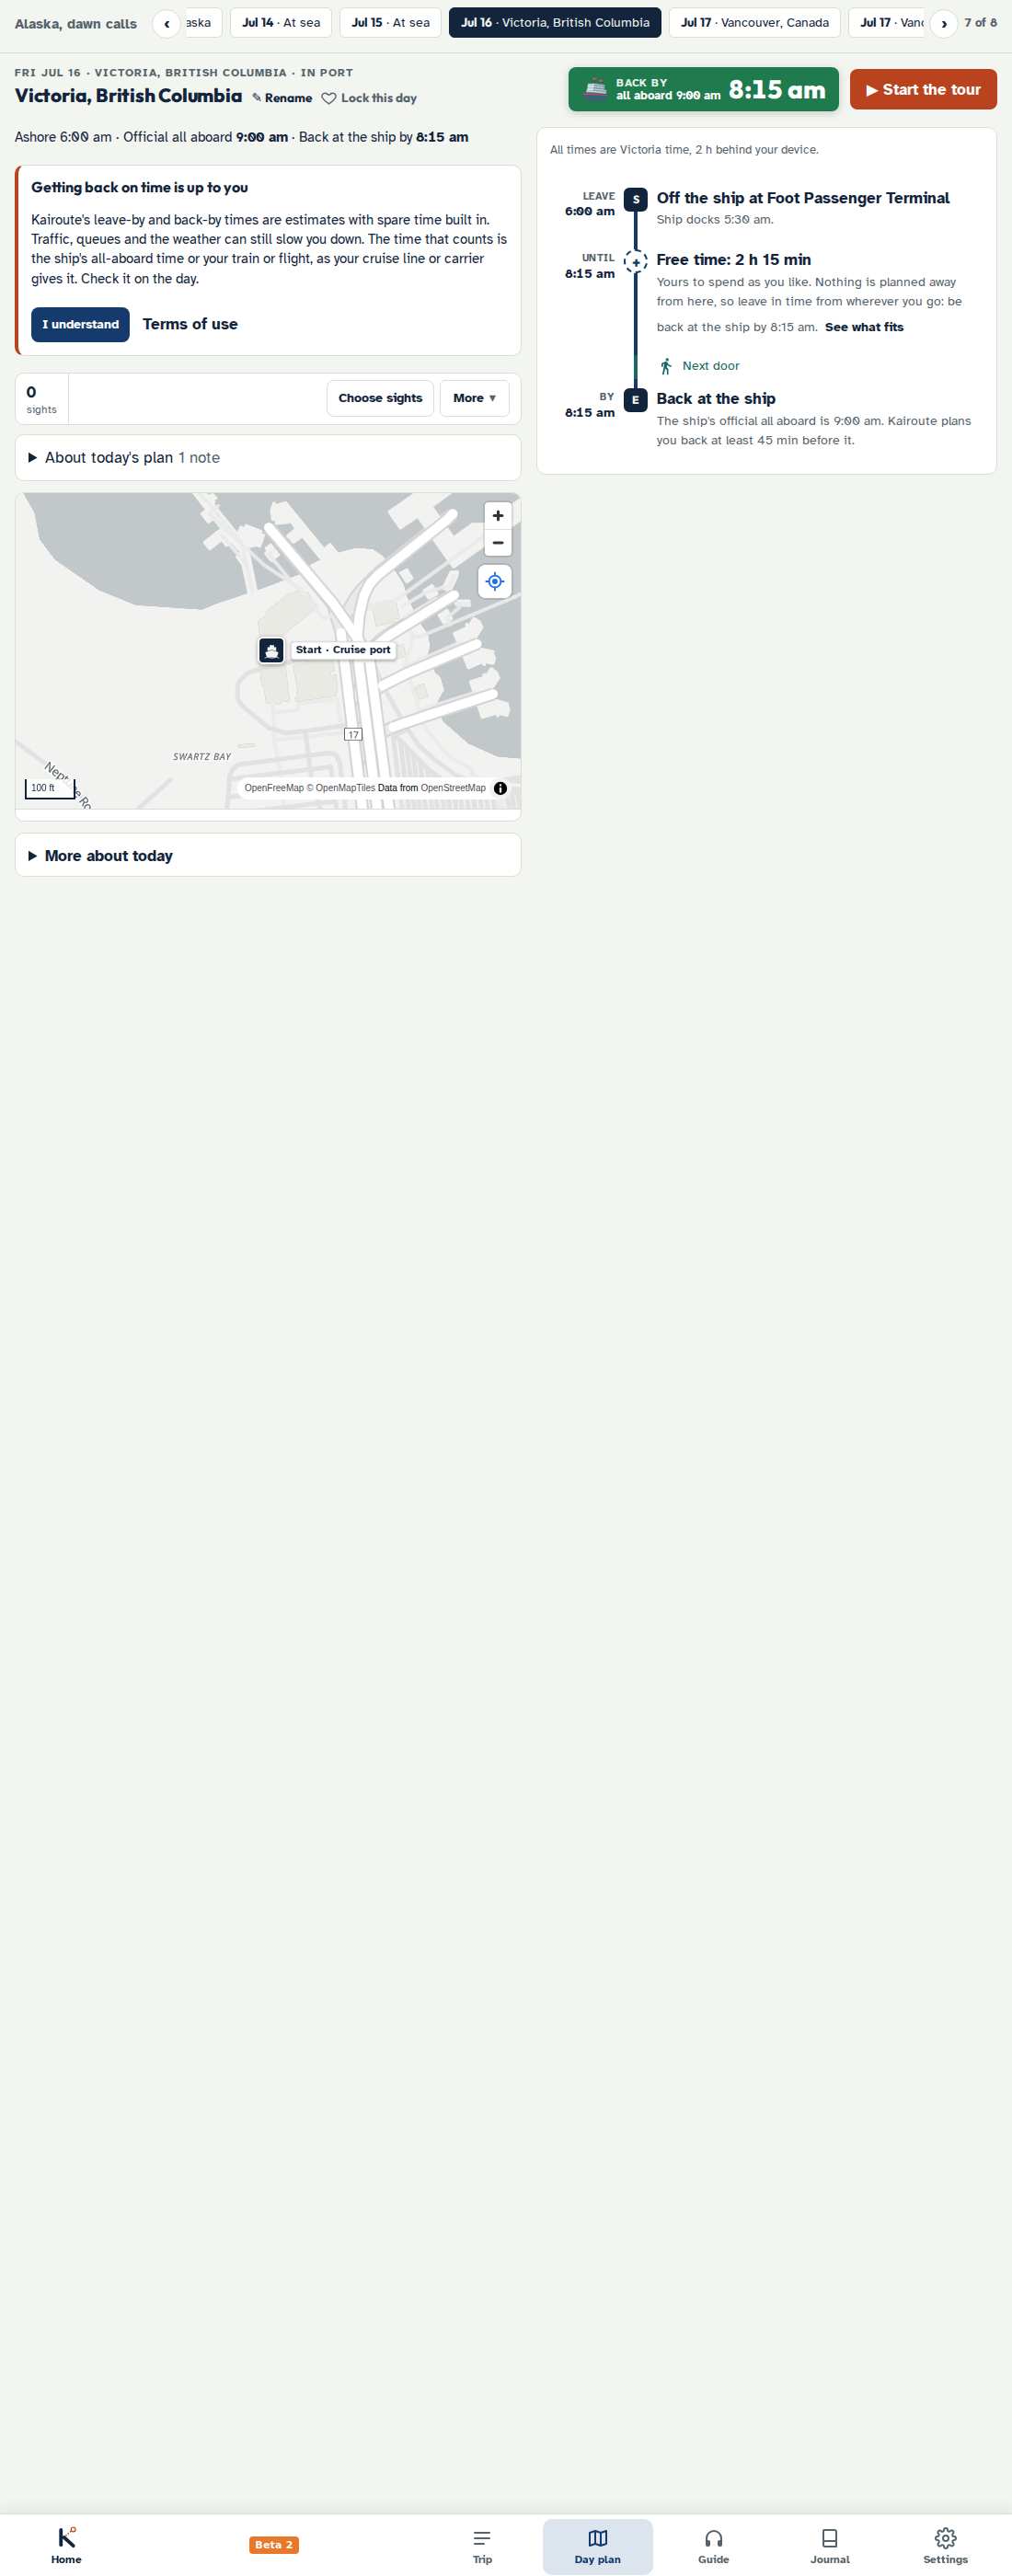 Alaska, dawn calls
‹
aska
Jul 14 · At sea
Jul 15 · At sea
Jul 16 · Victoria, British Columbia
Jul 17 · Vancouver, Canada
Jul 17 · Vanc
›
7 of 8
FRI JUL 16 · VICTORIA, BRITISH COLUMBIA · IN PORT
Victoria, British Columbia
✎ Rename
Lock this day
BACK BY
all aboard 9:00 am
8:15 am
▶ Start the tour
Ashore 6:00 am · Official all aboard 9:00 am · Back at the ship by 8:15 am
Getting back on time is up to you
Kairoute's leave-by and back-by times are estimates with spare time built in.
Traffic, queues and the weather can still slow you down. The time that counts is
the ship's all-aboard time or your train or flight, as your cruise line or carrier
gives it. Check it on the day.
I understand
Terms of use
0
sights
Choose sights
More ▼
▶ About today's plan 1 note
+
−
Start · Cruise port
17
SWARTZ BAY
100 ft
OpenFreeMap © OpenMapTiles Data from OpenStreetMap
▶ More about today
All times are Victoria time, 2 h behind your device.
LEAVE
6:00 am
S
Off the ship at Foot Passenger Terminal
Ship docks 5:30 am.
UNTIL
8:15 am
+
Free time: 2 h 15 min
Yours to spend as you like. Nothing is planned away
from here, so leave in time from wherever you go: be
back at the ship by 8:15 am. See what fits
Next door
BY
8:15 am
E
Back at the ship
The ship's official all aboard is 9:00 am. Kairoute plans
you back at least 45 min before it.
Home
Beta 2
Trip
Day plan
Guide
Journal
Settings